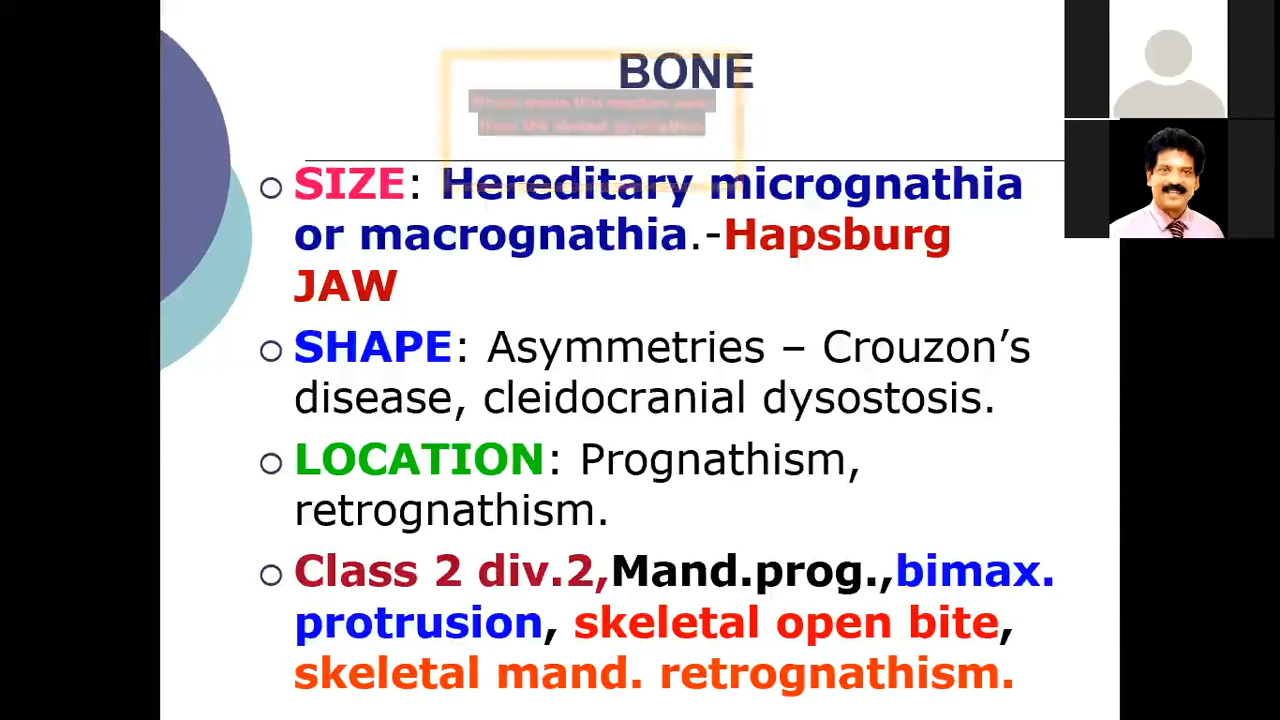 BONE
SIZE: Hereditary micrognathia
or macrognathia.-Hapsburg
JAW
SHAPE: Asymmetries – Crouzon’s
disease, cleidocranial dysostosis.
LOCATION: Prognathism,
retrognathism.
Class 2 div.2,Mand.prog.,bimax.
protrusion, skeletal open bite,
skeletal mand. retrognathism.